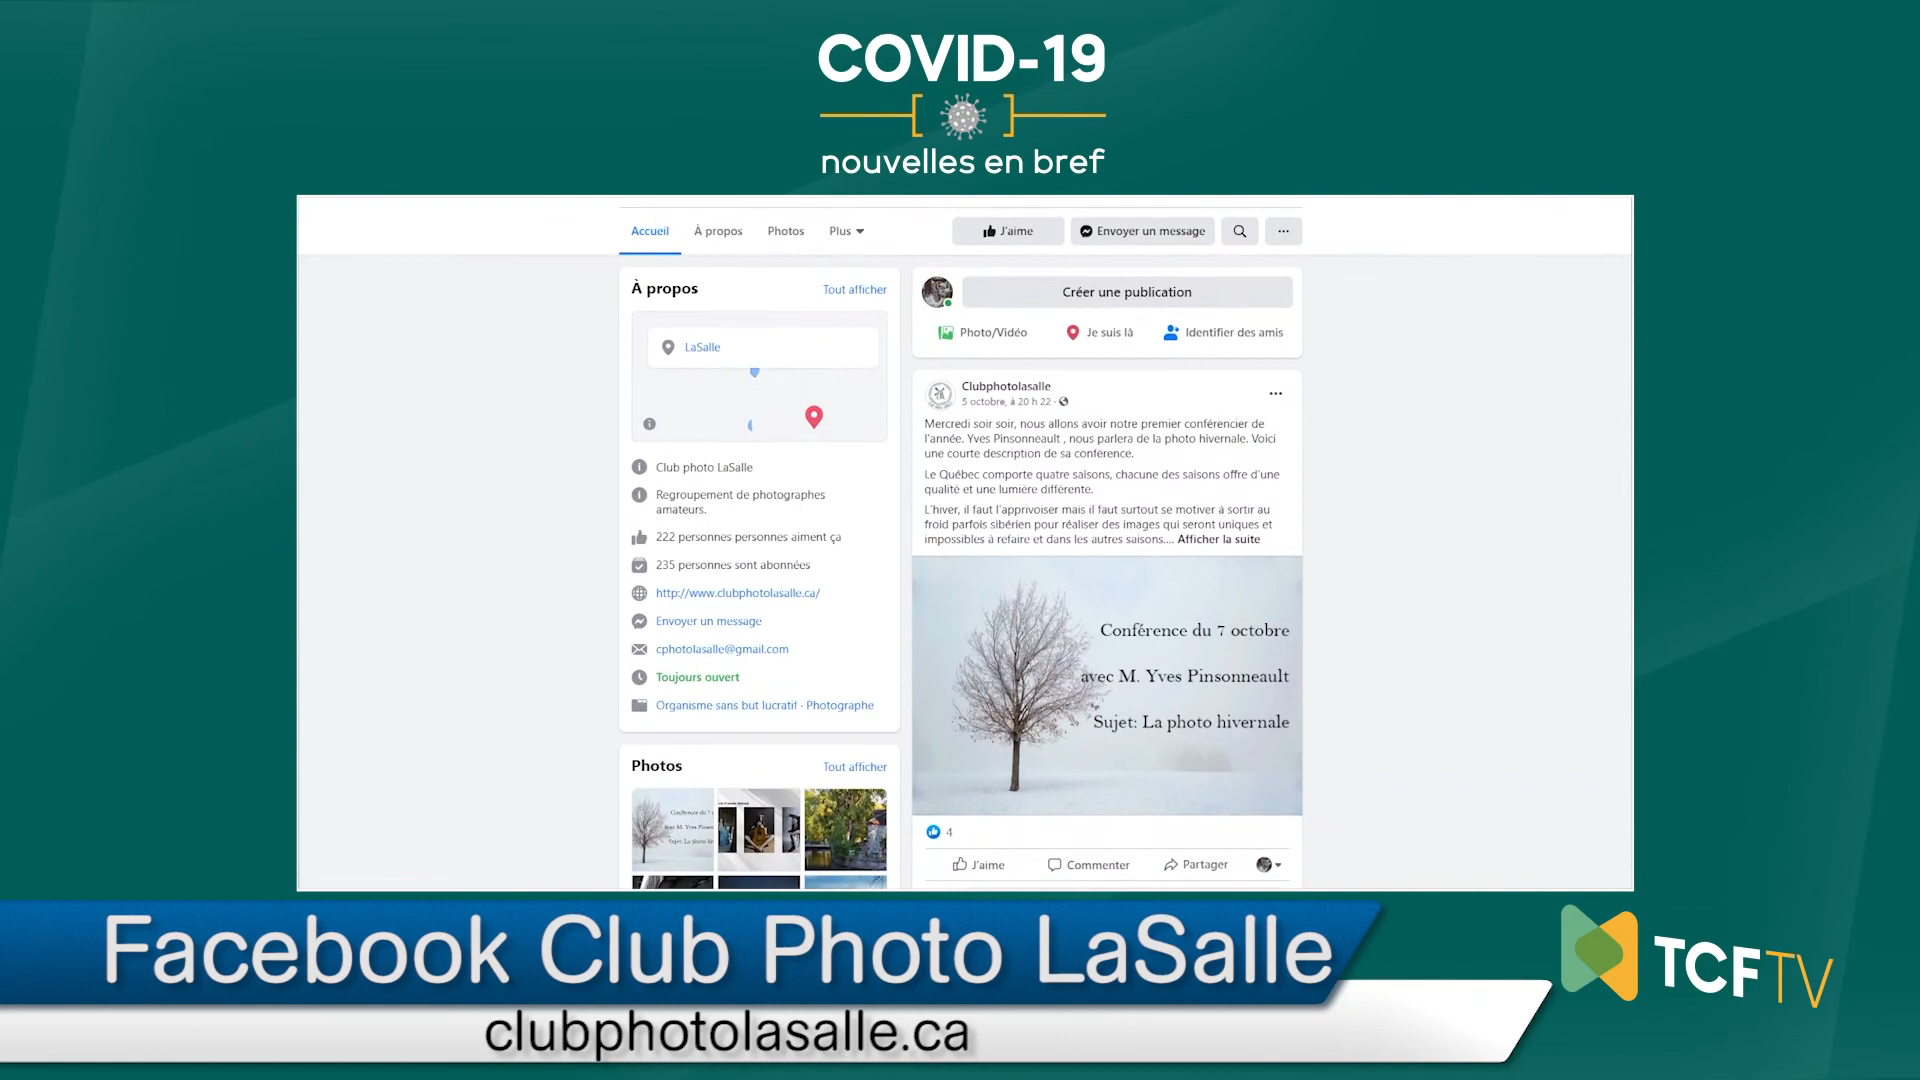 COVID-19
nouvelles en bref
Accueil À propos Photos Plus
J'aime Envoyer un message ...
À propos Tout afficher
LaSalle
Club photo LaSalle
Regroupement de photographes
amateurs.
222 personnes personnes aiment ça
235 personnes sont abonnées
http://www.clubphotolasalle.ca/
Envoyer un message
cphotolasalle@gmail.com
Toujours ouvert
Organisme sans but lucratif · Photographe
Photos Tout afficher
Conférence du 7
Créer une publication
Photo/Vidéo Je suis là Identifier des amis
Clubphotolasalle
5 octobre, à 20 h 22 ·
Mercredi soir soir, nous allons avoir notre premier conférencier de
l'année. Yves Pinsonneault , nous parlera de la photo hivernale. Voici
une courte description de sa conférence.
Le Québec comporte quatre saisons, chacune des saisons offre d'une
qualité et une lumière différente.
L'hiver, il faut l'apprivoiser mais il faut surtout se motiver à sortir au
froid parfois sibérien pour réaliser des images qui seront uniques et
impossibles à refaire et dans les autres saisons.... Afficher la suite
Conférence du 7 octobre
avec M. Yves Pinsonneault
Sujet: La photo hivernale
4
J'aime Commenter Partager
Facebook Club Photo LaSalle
clubphotolasalle.ca
TCFTV